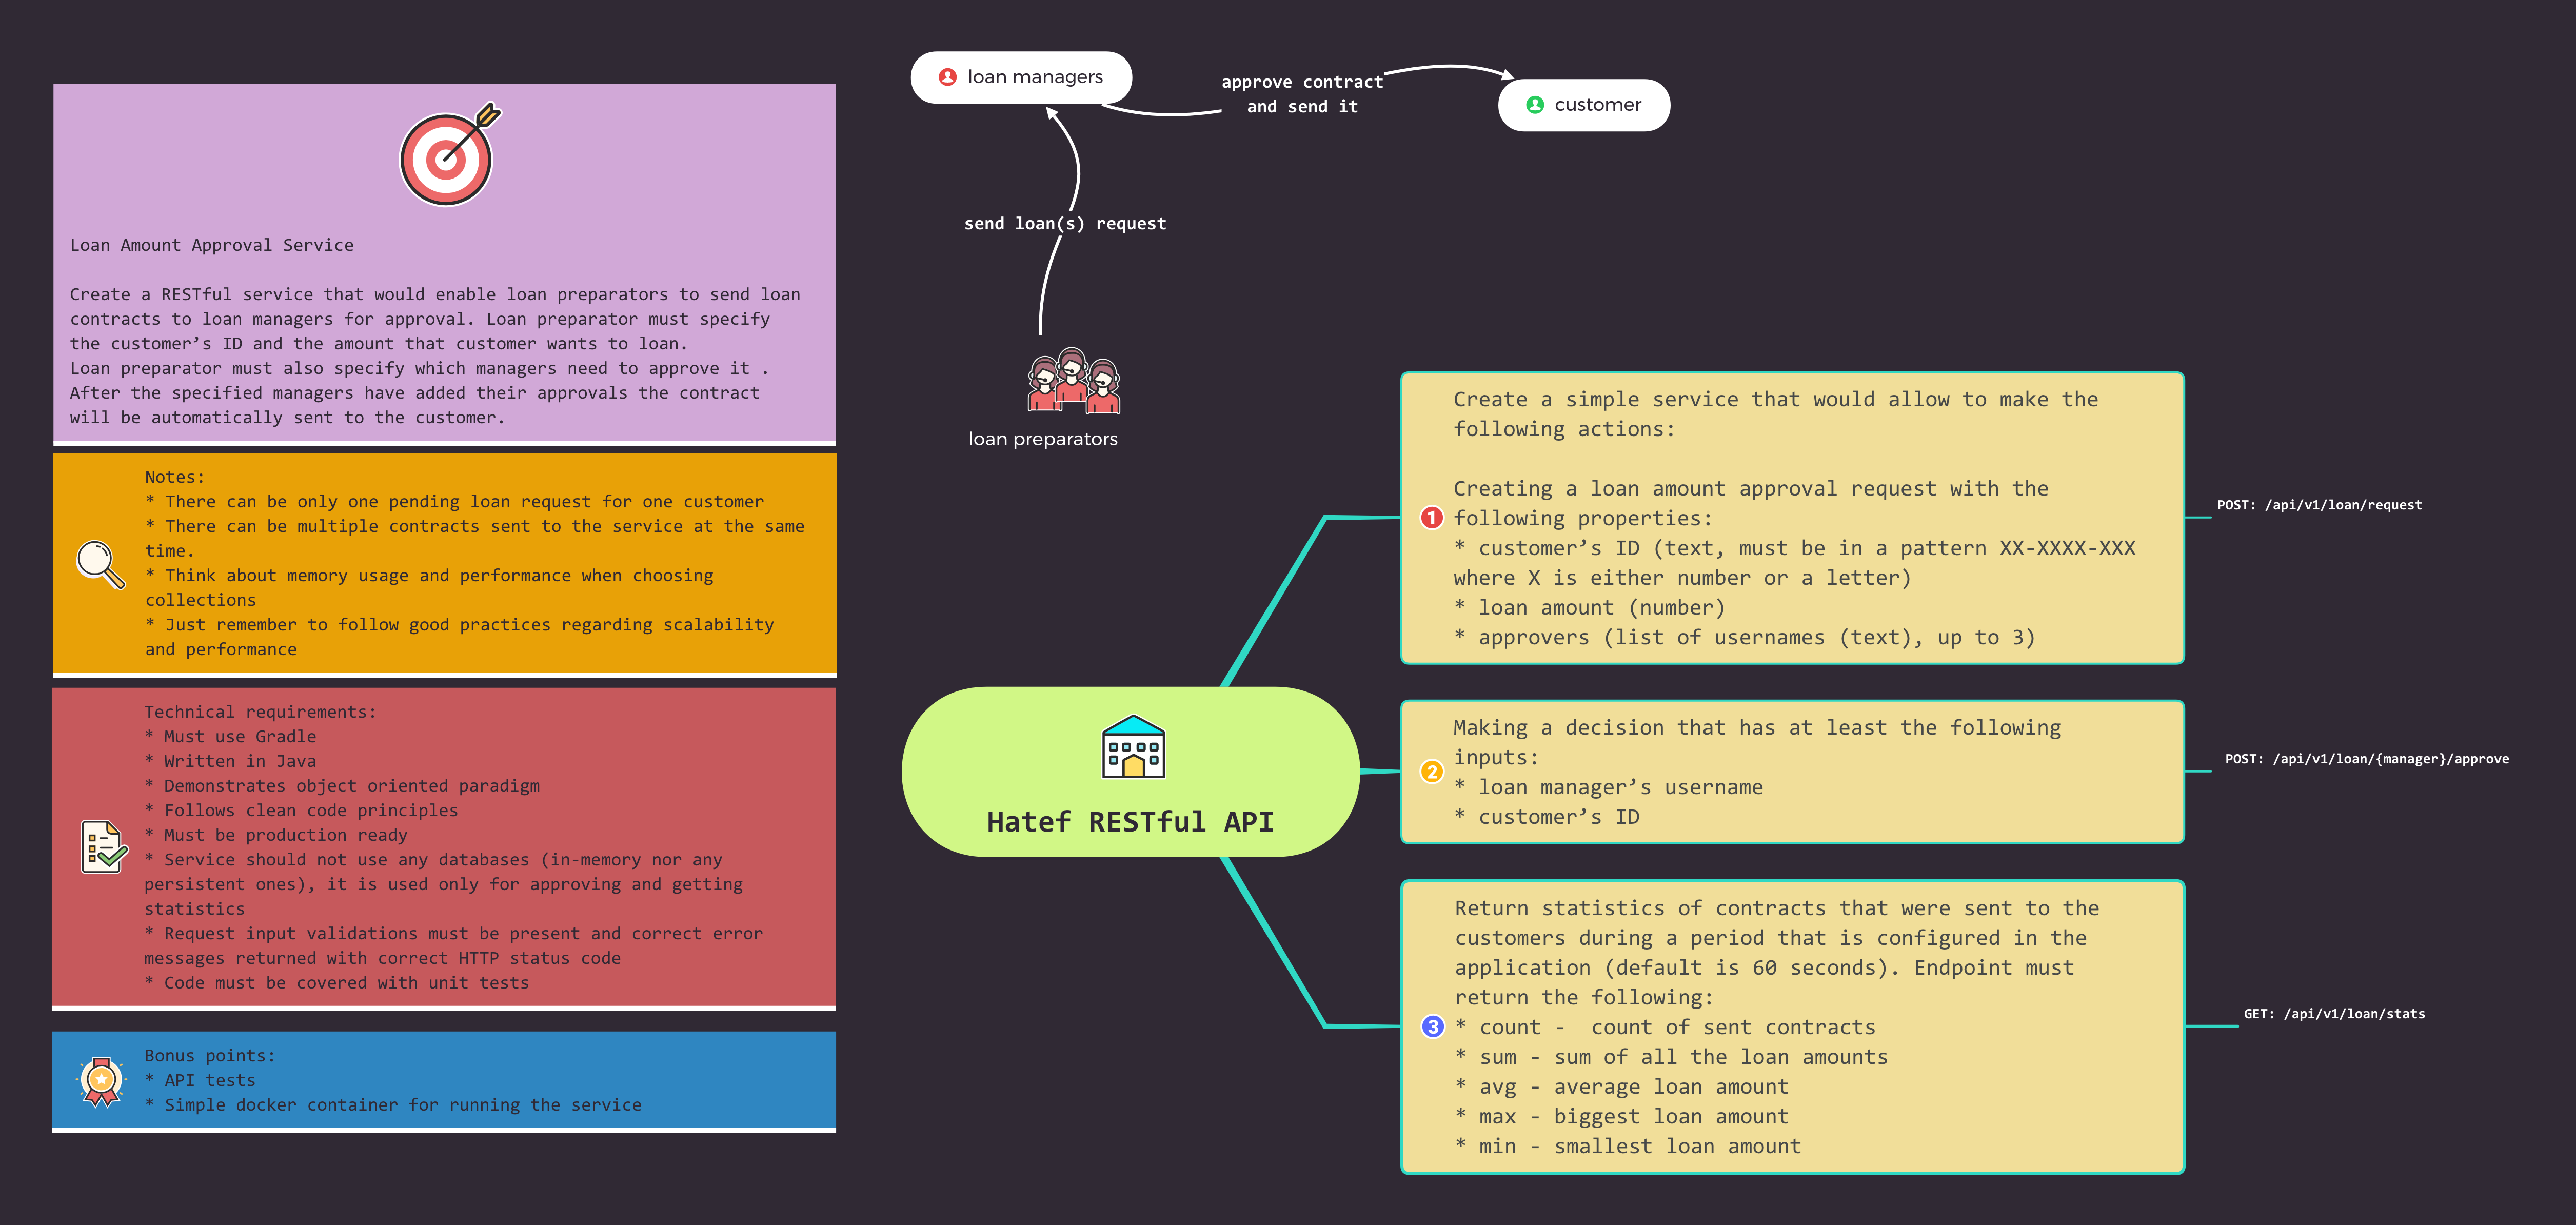 Loan Amount Approval Service
Create a RESTful service that would enable loan preparators to send loan
contracts to loan managers for approval. Loan preparator must specify
the customer’s ID and the amount that customer wants to loan.
Loan preparator must also specify which managers need to approve it .
After the specified managers have added their approvals the contract
will be automatically sent to the customer.
Notes:
* There can be only one pending loan request for one customer
* There can be multiple contracts sent to the service at the same
time.
* Think about memory usage and performance when choosing
collections
* Just remember to follow good practices regarding scalability
and performance
Technical requirements:
* Must use Gradle
* Written in Java
* Demonstrates object oriented paradigm
* Follows clean code principles
* Must be production ready
* Service should not use any databases (in-memory nor any
persistent ones), it is used only for approving and getting
statistics
* Request input validations must be present and correct error
messages returned with correct HTTP status code
* Code must be covered with unit tests
Bonus points:
* API tests
* Simple docker container for running the service
loan managers
approve contract
and send it
customer
send loan(s) request
loan preparators
Hatef RESTful API
1
Create a simple service that would allow to make the
following actions:
Creating a loan amount approval request with the
following properties:
* customer’s ID (text, must be in a pattern XX-XXXX-XXX
where X is either number or a letter)
* loan amount (number)
* approvers (list of usernames (text), up to 3)
POST: /api/v1/loan/request
2
Making a decision that has at least the following
inputs:
* loan manager’s username
* customer’s ID
POST: /api/v1/loan/{manager}/approve
3
Return statistics of contracts that were sent to the
customers during a period that is configured in the
application (default is 60 seconds). Endpoint must
return the following:
* count -  count of sent contracts
* sum - sum of all the loan amounts
* avg - average loan amount
* max - biggest loan amount
* min - smallest loan amount
GET: /api/v1/loan/stats